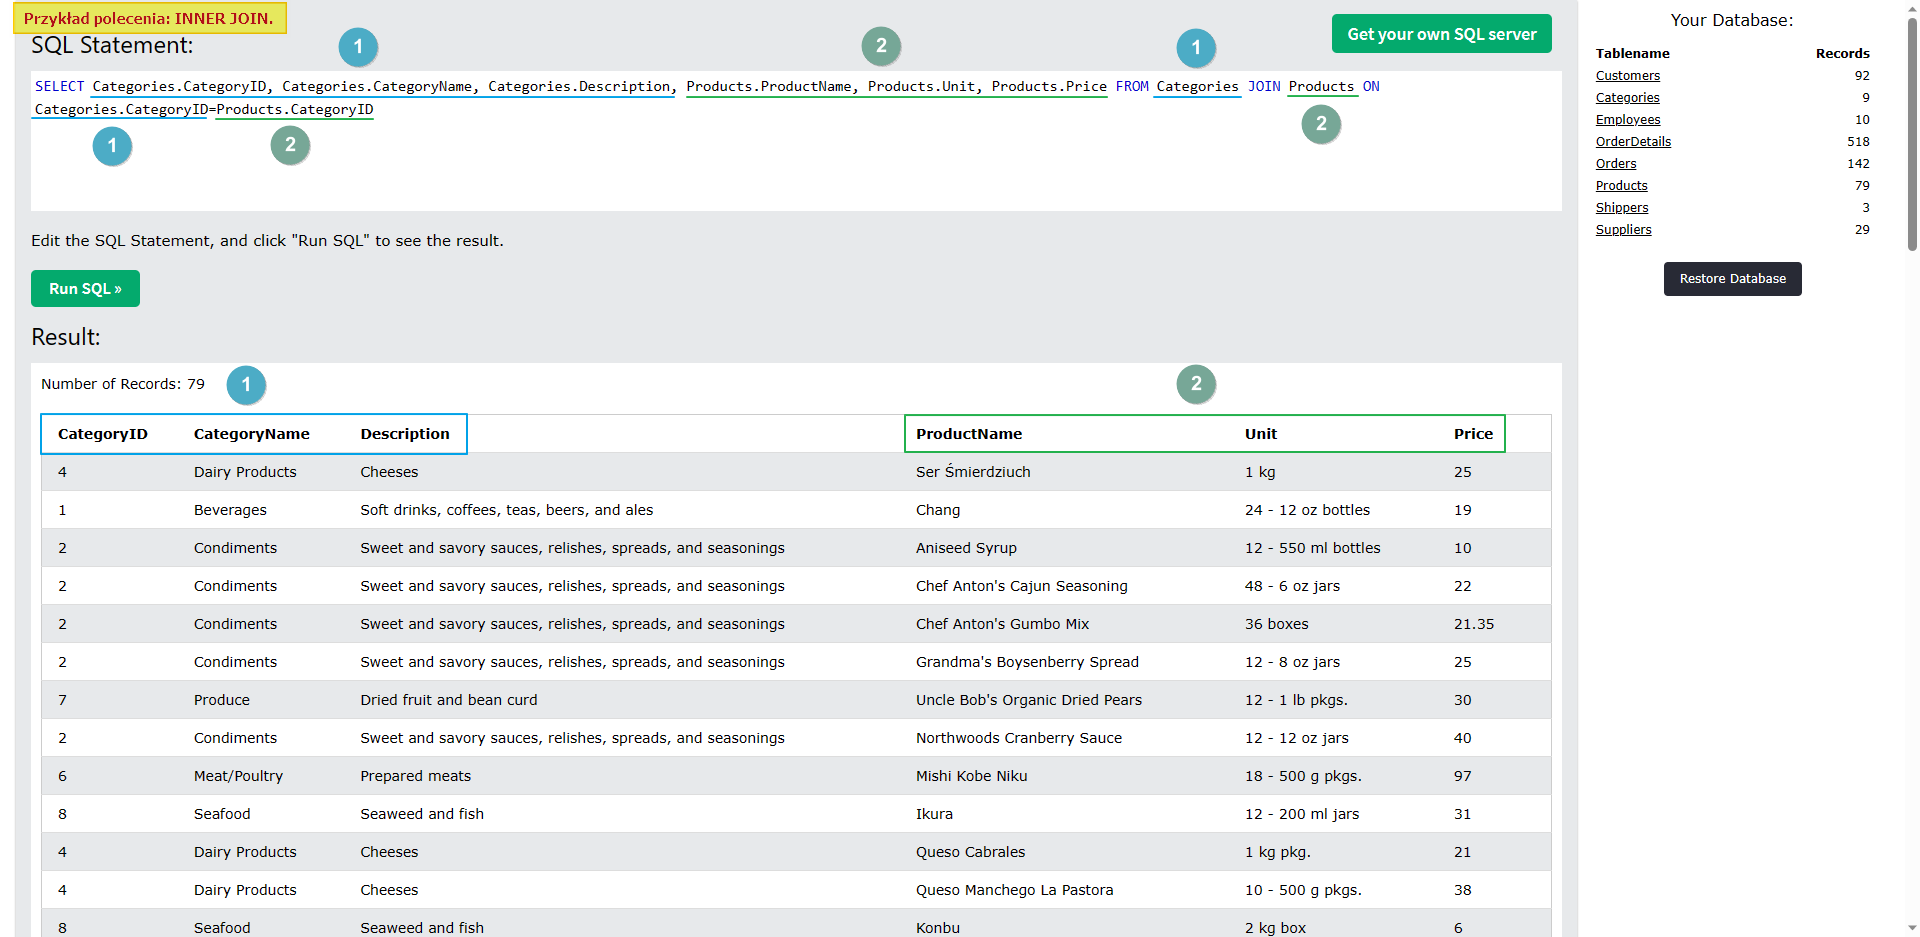 Przykład polecenia: INNER JOIN.
SQL Statement:
1
2
1
Get your own SQL server
SELECT Categories.CategoryID, Categories.CategoryName, Categories.Description, Products.ProductName, Products.Unit, Products.Price FROM Categories JOIN Products ON
Categories.CategoryID=Products.CategoryID
1
2
2
Edit the SQL Statement, and click "Run SQL" to see the result.
Run SQL »
Result:
Number of Records: 79
1
2
CategoryID CategoryName Description ProductName Unit Price
4 Dairy Products Cheeses Ser Śmierdziuch 1 kg 25
1 Beverages Soft drinks, coffees, teas, beers, and ales Chang 24 - 12 oz bottles 19
2 Condiments Sweet and savory sauces, relishes, spreads, and seasonings Aniseed Syrup 12 - 550 ml bottles 10
2 Condiments Sweet and savory sauces, relishes, spreads, and seasonings Chef Anton's Cajun Seasoning 48 - 6 oz jars 22
2 Condiments Sweet and savory sauces, relishes, spreads, and seasonings Chef Anton's Gumbo Mix 36 boxes 21.35
2 Condiments Sweet and savory sauces, relishes, spreads, and seasonings Grandma's Boysenberry Spread 12 - 8 oz jars 25
7 Produce Dried fruit and bean curd Uncle Bob's Organic Dried Pears 12 - 1 lb pkgs. 30
2 Condiments Sweet and savory sauces, relishes, spreads, and seasonings Northwoods Cranberry Sauce 12 - 12 oz jars 40
6 Meat/Poultry Prepared meats Mishi Kobe Niku 18 - 500 g pkgs. 97
8 Seafood Seaweed and fish Ikura 12 - 200 ml jars 31
4 Dairy Products Cheeses Queso Cabrales 1 kg pkg. 21
4 Dairy Products Cheeses Queso Manchego La Pastora 10 - 500 g pkgs. 38
8 Seafood Seaweed and fish Konbu 2 kg box 6
Your Database:
Tablename Records
Customers 92
Categories 9
Employees 10
OrderDetails 518
Orders 142
Products 79
Shippers 3
Suppliers 29
Restore Database